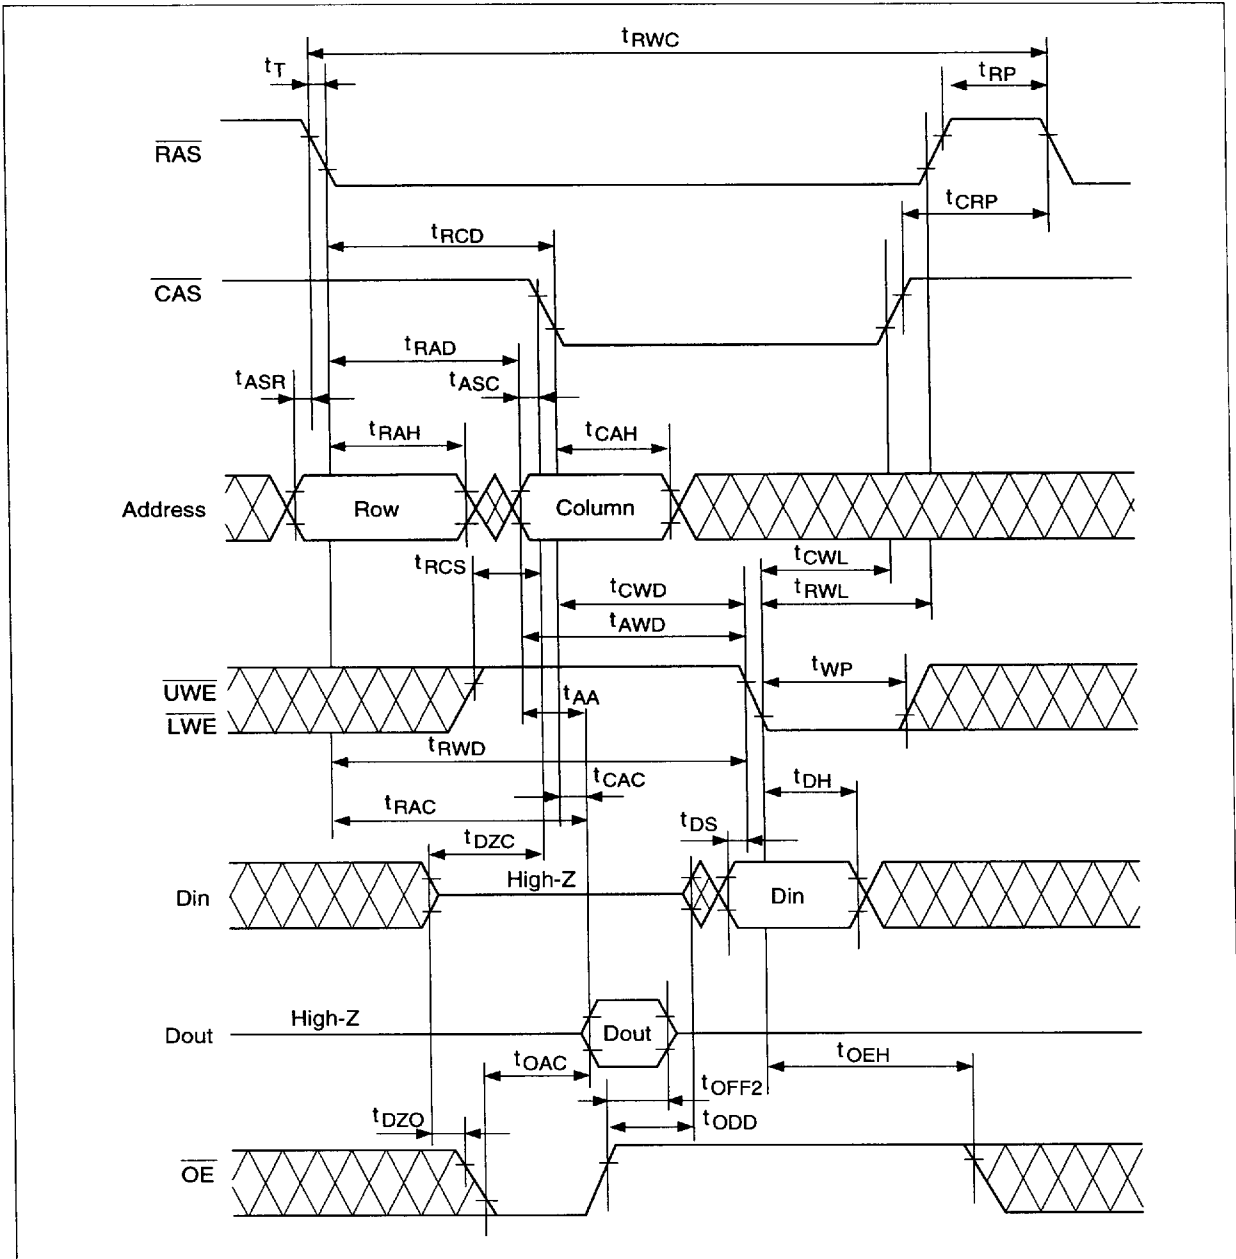 tRWC
tT
tRP
RAS
tCRP
tRCD
CAS
tRAD
tASR
tASC
tRAH
tCAH
Address
Row
Column
tRCS
tCWL
tCWD
tRWL
tAWD
UWE
LWE
tWP
tAA
tRWD
tCAC
tDH
tRAC
tDS
tDZC
High-Z
Din
Din
High-Z
Dout
Dout
tOAC
tOEH
tOFF2
tDZO
tODD
OE